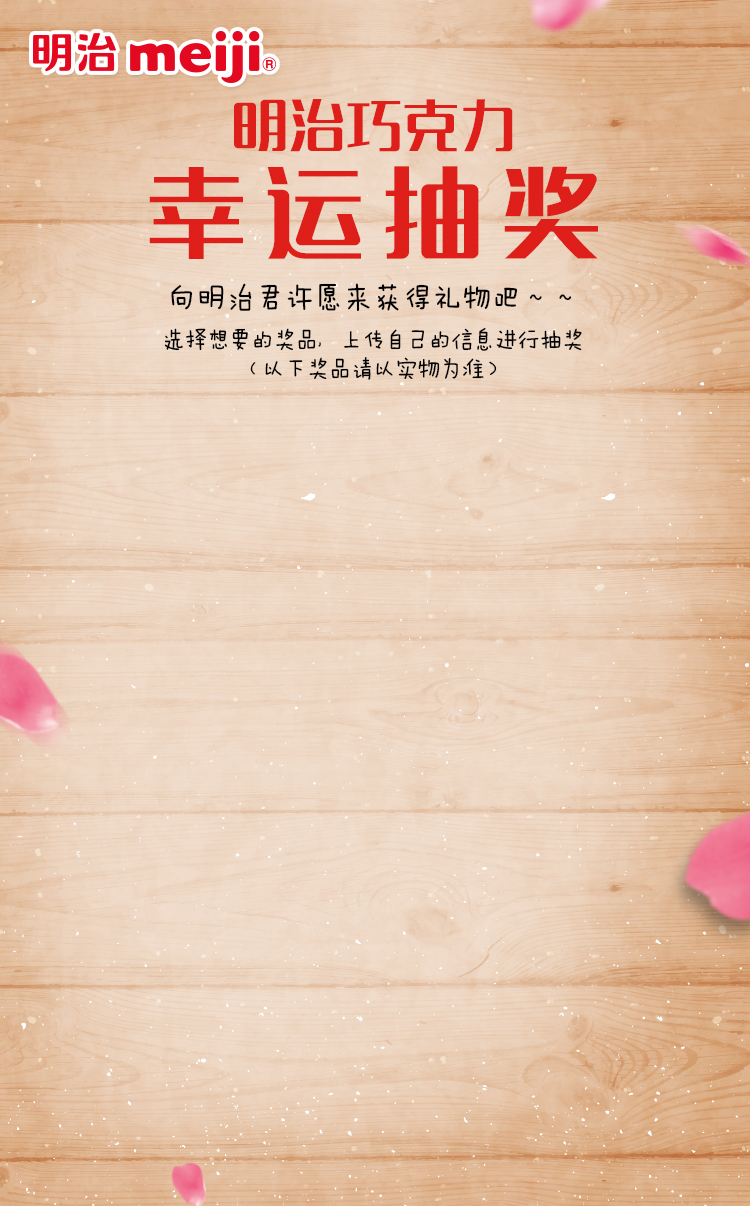 明治 meiji®
明治巧克力
幸运抽奖
向明治君许愿来获得礼物吧~~
选择想要的奖品，上传自己的信息进行抽奖
（以下奖品请以实物为准）